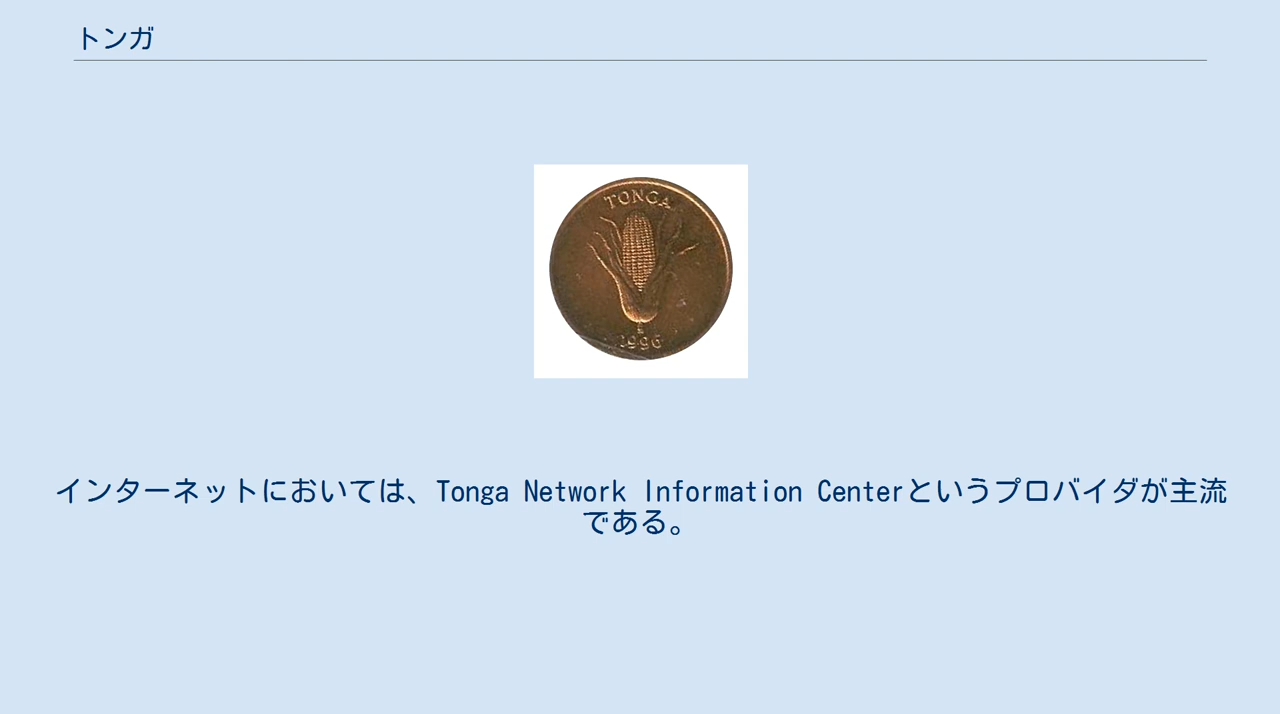 トンガ
TONGA
1996
インターネットにおいては、Tonga Network Information Centerというプロバイダが主流
である。